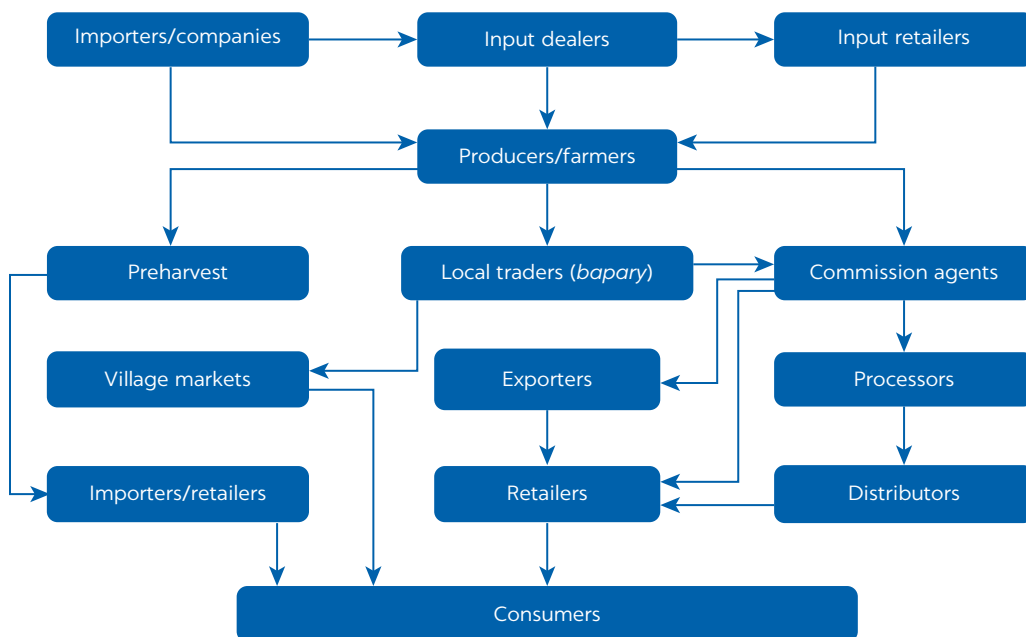 Importers/companies
Input dealers
Input retailers
Producers/farmers
Preharvest
Local traders (bapary)
Commission agents
Village markets
Exporters
Processors
Importers/retailers
Retailers
Distributors
Consumers